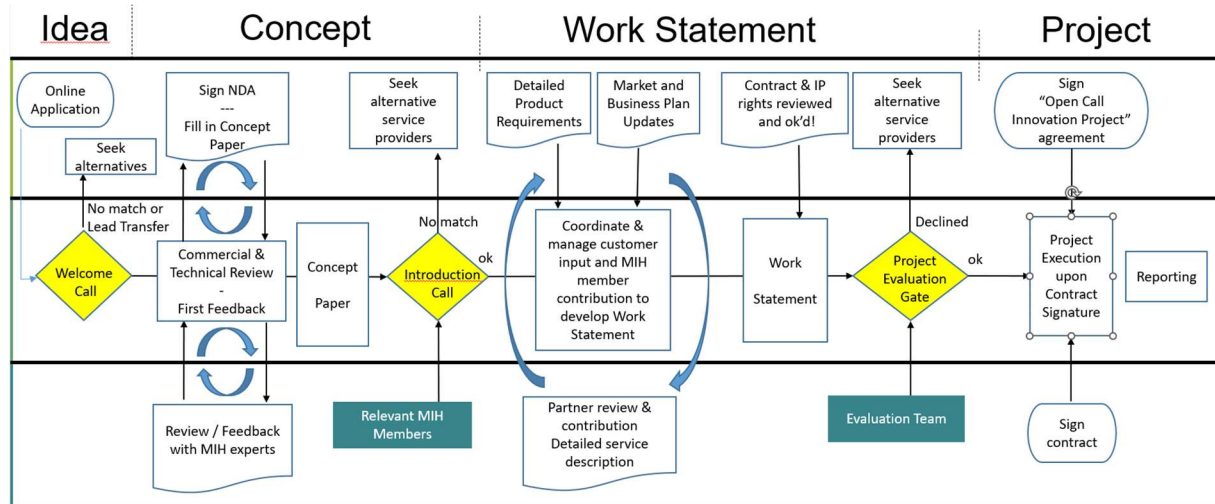 Idea
Concept
Work Statement
Project
Online
Application
Seek
alternatives
No match or
Lead Transfer
Welcome
Call
Sign NDA
---
Fill in Concept
Paper
Commercial &
Technical Review
-
First Feedback
Review / Feedback
with MIH experts
Concept
Paper
Seek
alternative
service
providers
No match
Introduction
Call
ok
Relevant MIH
Members
Detailed
Product
Requirements
Market and
Business Plan
Updates
Coordinate &
manage customer
input and MIH
member
contribution to
develop Work
Statement
Partner review &
contribution
Detailed service
description
Contract & IP
rights reviewed
and ok'd!
Work
Statement
Seek
alternative
service
providers
Declined
Project
Evaluation
Gate
ok
Evaluation Team
Sign
“Open Call
Innovation Project”
agreement
Project
Execution
upon
Contract
Signature
Reporting
Sign
contract